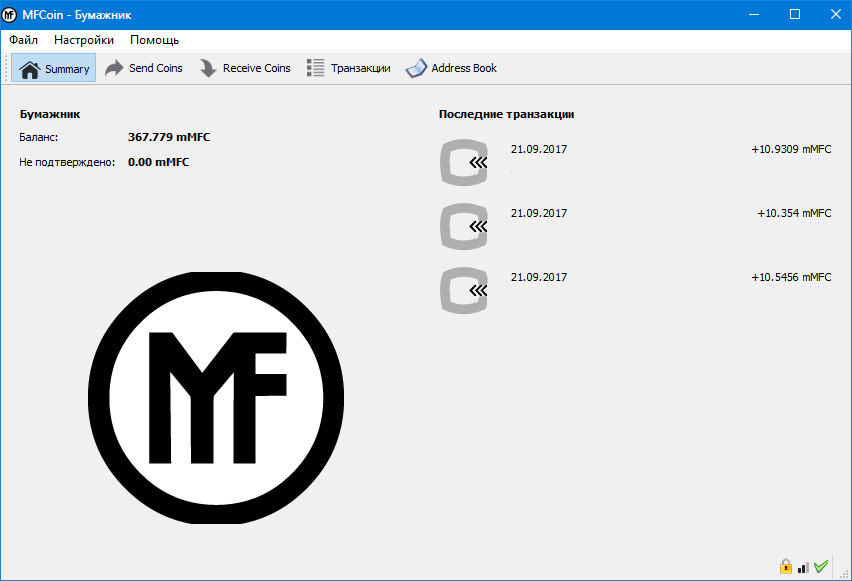 MFCoin - Бумажник
Файл Настройки Помощь
Summary Send Coins Receive Coins Транзакции Address Book
Бумажник
Баланс: 367.779 mMFC
Не подтверждено: 0.00 mMFC
Последние транзакции
21.09.2017 +10.9309 mMFC
21.09.2017 +10.354 mMFC
21.09.2017 +10.5456 mMFC
MF